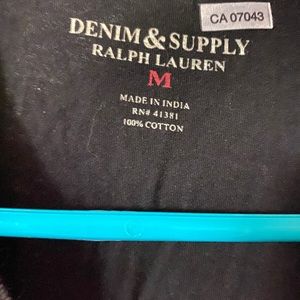 CA 07043
DENIM & SUPPLY
RALPH LAUREN
M
MADE IN INDIA
RN# 41381
100% COTTON